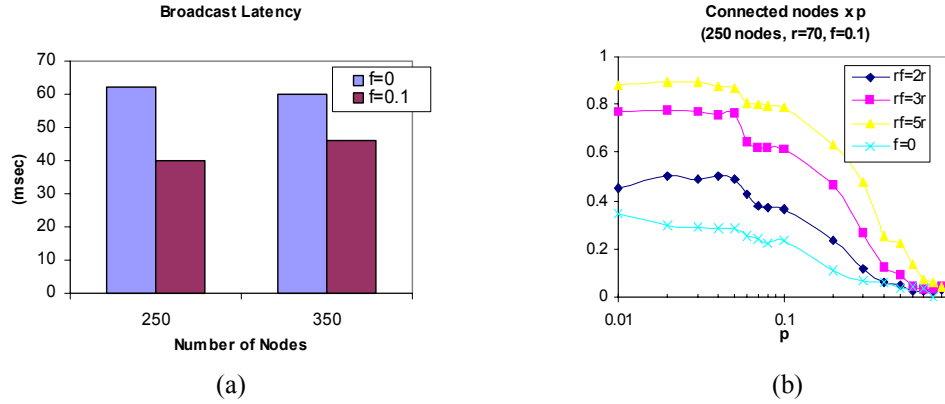 Broadcast Latency
70
60
50
40
30
20
10
0
(msec)
f=0
f=0.1
250
350
Number of Nodes
(a)
Connected nodes x p
(250 nodes, r=70, f=0.1)
1
0.8
0.6
0.4
0.2
0
rf=2r
rf=3r
rf=5r
f=0
0.01
0.1
p
(b)